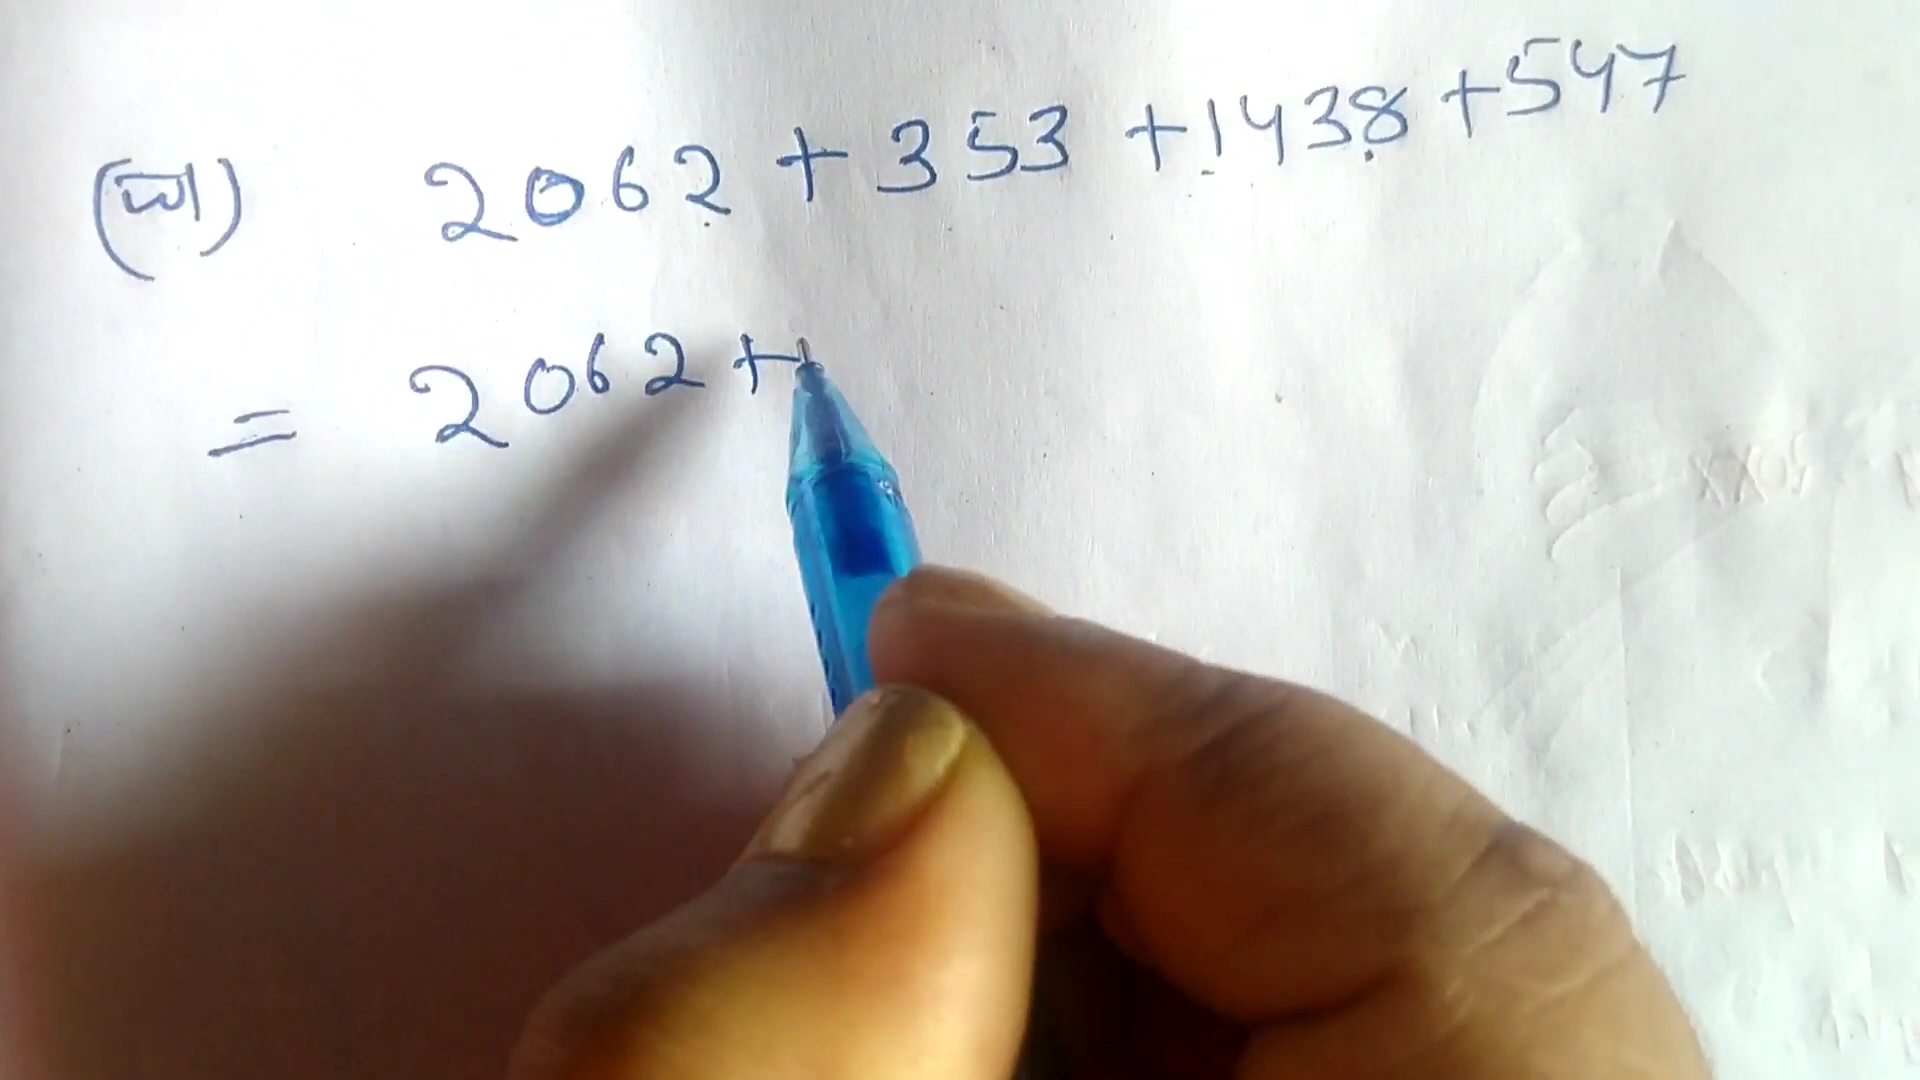 (घ) 2062 + 353 + 1438 + 547
= 2062 +